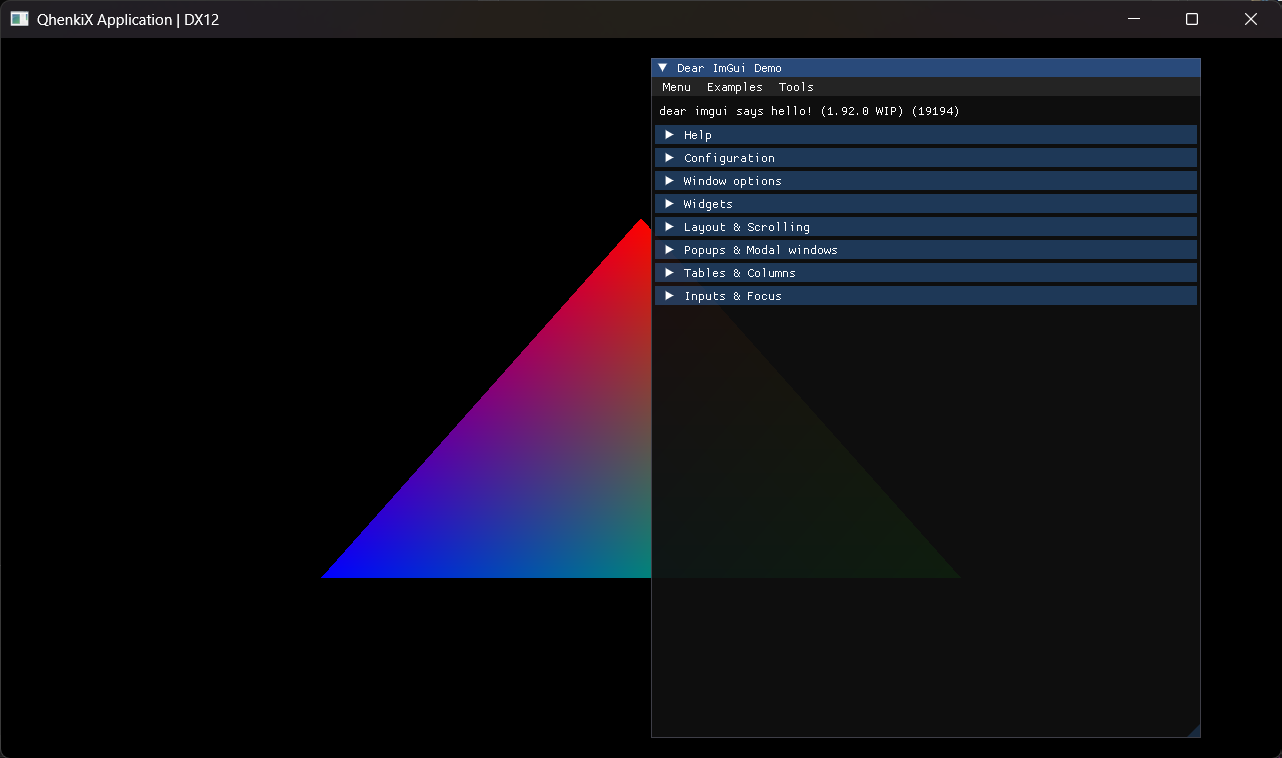 QhenkiX Application | DX12
Dear ImGui Demo
Menu Examples Tools
dear imgui says hello! (1.92.0 WIP) (19194)
Help
Configuration
Window options
Widgets
Layout & Scrolling
Popups & Modal windows
Tables & Columns
Inputs & Focus